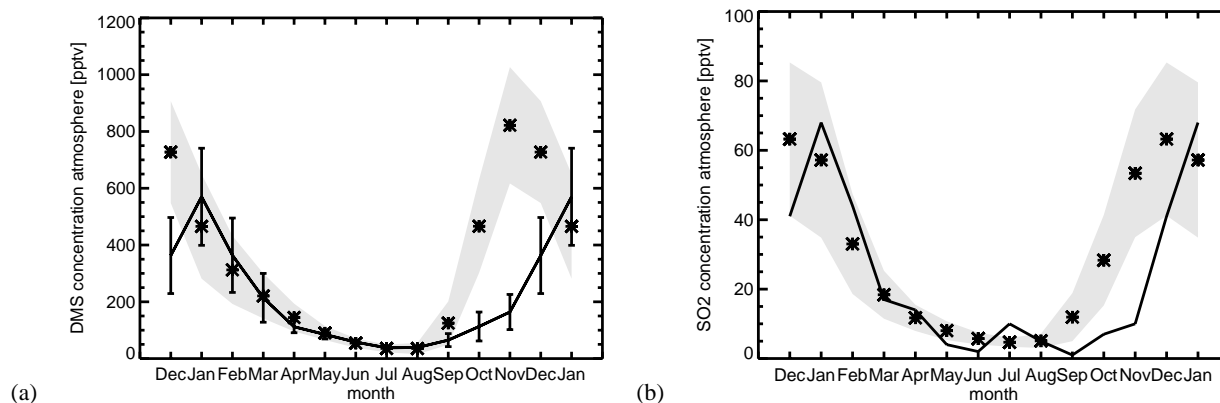 (a)
DMS concentration atmosphere [pptv]
1200
1000
800
600
400
200
0
Dec Jan Feb Mar Apr May Jun Jul Aug Sep Oct Nov Dec Jan
month
(b)
SO2 concentration atmosphere [pptv]
100
80
60
40
20
0
Dec Jan Feb Mar Apr May Jun Jul Aug Sep Oct Nov Dec Jan
month